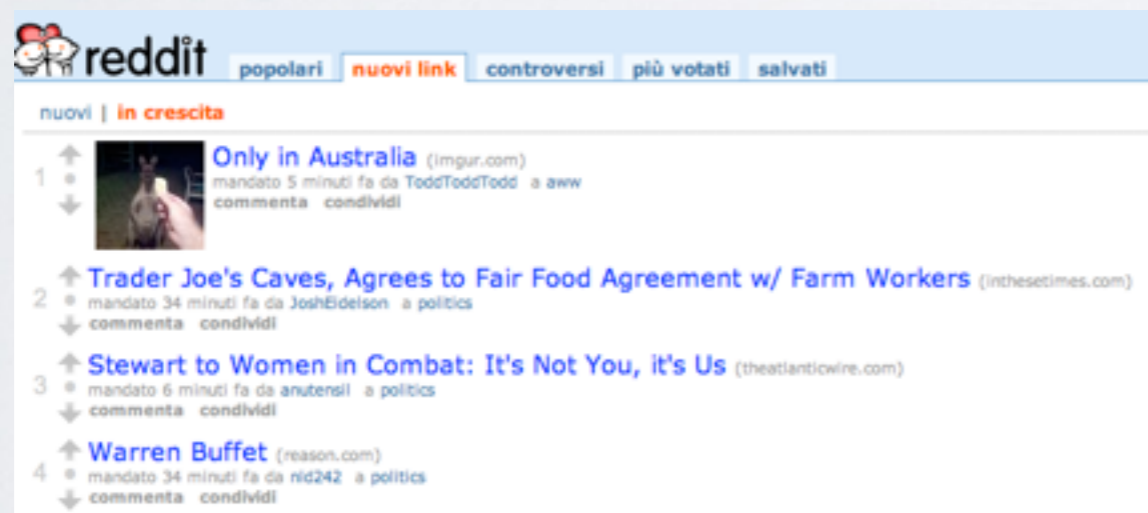 reddit popolari nuovi link controversi più votati salvati
nuovi | in crescita
1
Only in Australia (imgur.com)
mandato 5 minuti fa da ToddToddTodd a aww
commenta condividi
2
Trader Joe's Caves, Agrees to Fair Food Agreement w/ Farm Workers (inthesetimes.com)
mandato 34 minuti fa da JoshEidelson a politics
commenta condividi
3
Stewart to Women in Combat: It's Not You, it's Us (theatlanticwire.com)
mandato 6 minuti fa da anutensil a politics
commenta condividi
4
Warren Buffet (reason.com)
mandato 34 minuti fa da nid242 a politics
commenta condividi